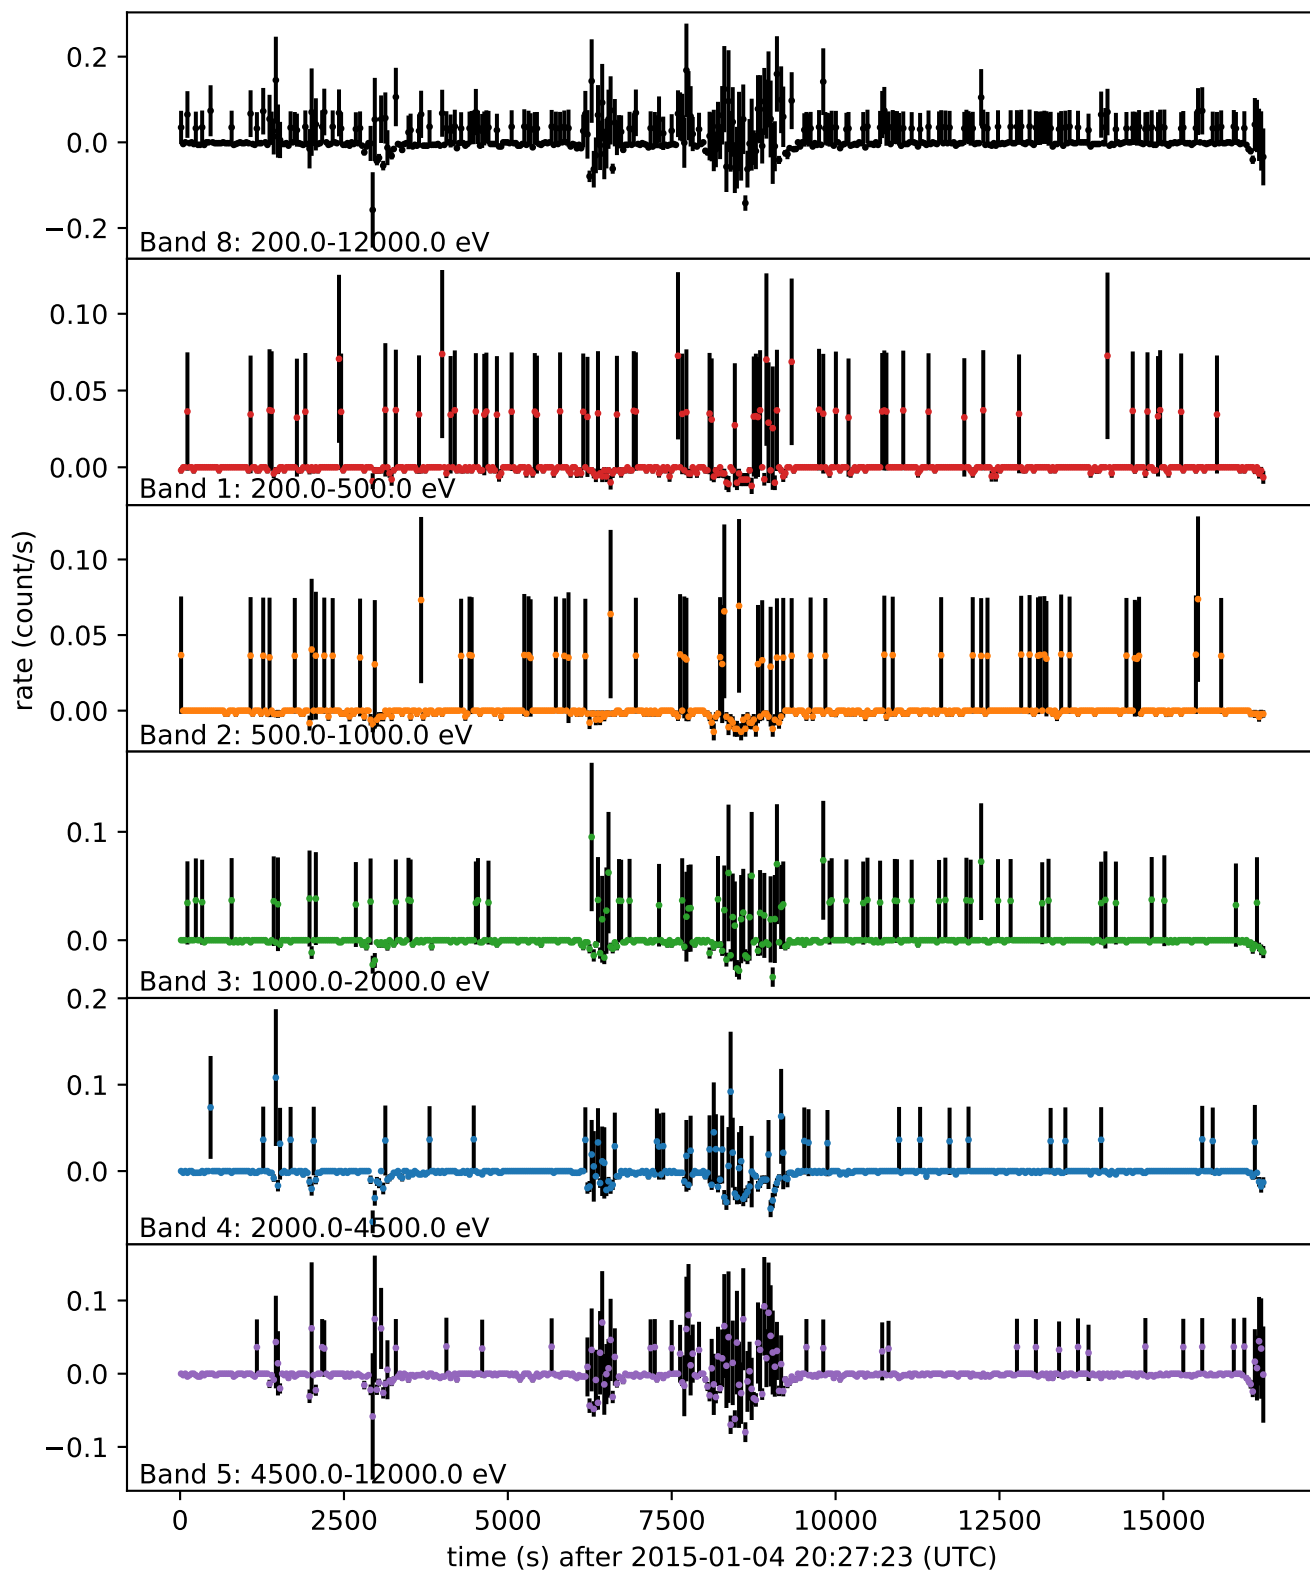 0.2
0.0
−0.2
Band 8: 200.0-12000.0 eV
0.10
0.05
0.00
Band 1: 200.0-500.0 eV
rate (count/s)
0.10
0.05
0.00
Band 2: 500.0-1000.0 eV
0.1
0.0
Band 3: 1000.0-2000.0 eV
0.2
0.1
0.0
Band 4: 2000.0-4500.0 eV
0.1
0.0
−0.1
Band 5: 4500.0-12000.0 eV
0 2500 5000 7500 10000 12500 15000
time (s) after 2015-01-04 20:27:23 (UTC)